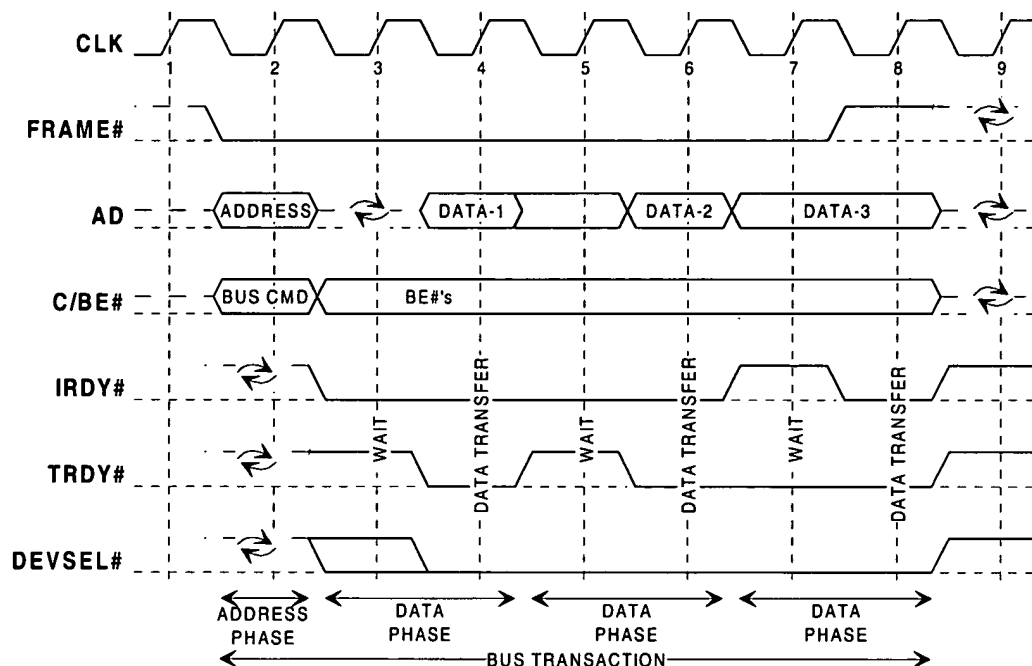 CLK
1 2 3 4 5 6 7 8 9
FRAME#
AD ADDRESS DATA-1 DATA-2 DATA-3
C/BE# BUS CMD BE#'s
IRDY#
WAIT DATA TRANSFER WAIT DATA TRANSFER WAIT DATA TRANSFER
TRDY#
DEVSEL#
ADDRESS PHASE
DATA PHASE
DATA PHASE
DATA PHASE
BUS TRANSACTION